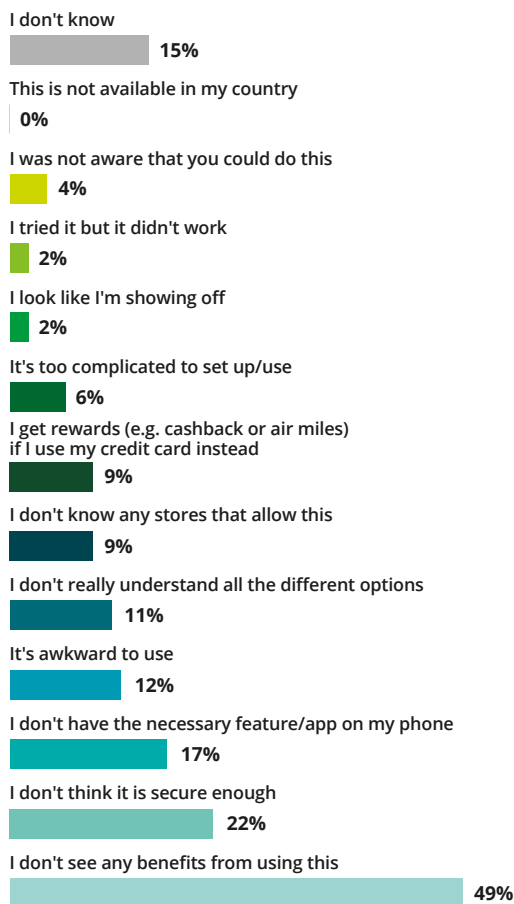 I don't know
15%
This is not available in my country
0%
I was not aware that you could do this
4%
I tried it but it didn't work
2%
I look like I'm showing off
2%
It's too complicated to set up/use
6%
I get rewards (e.g. cashback or air miles)
if I use my credit card instead
9%
I don't know any stores that allow this
9%
I don't really understand all the different options
11%
It's awkward to use
12%
I don't have the necessary feature/app on my phone
17%
I don't think it is secure enough
22%
I don't see any benefits from using this
49%